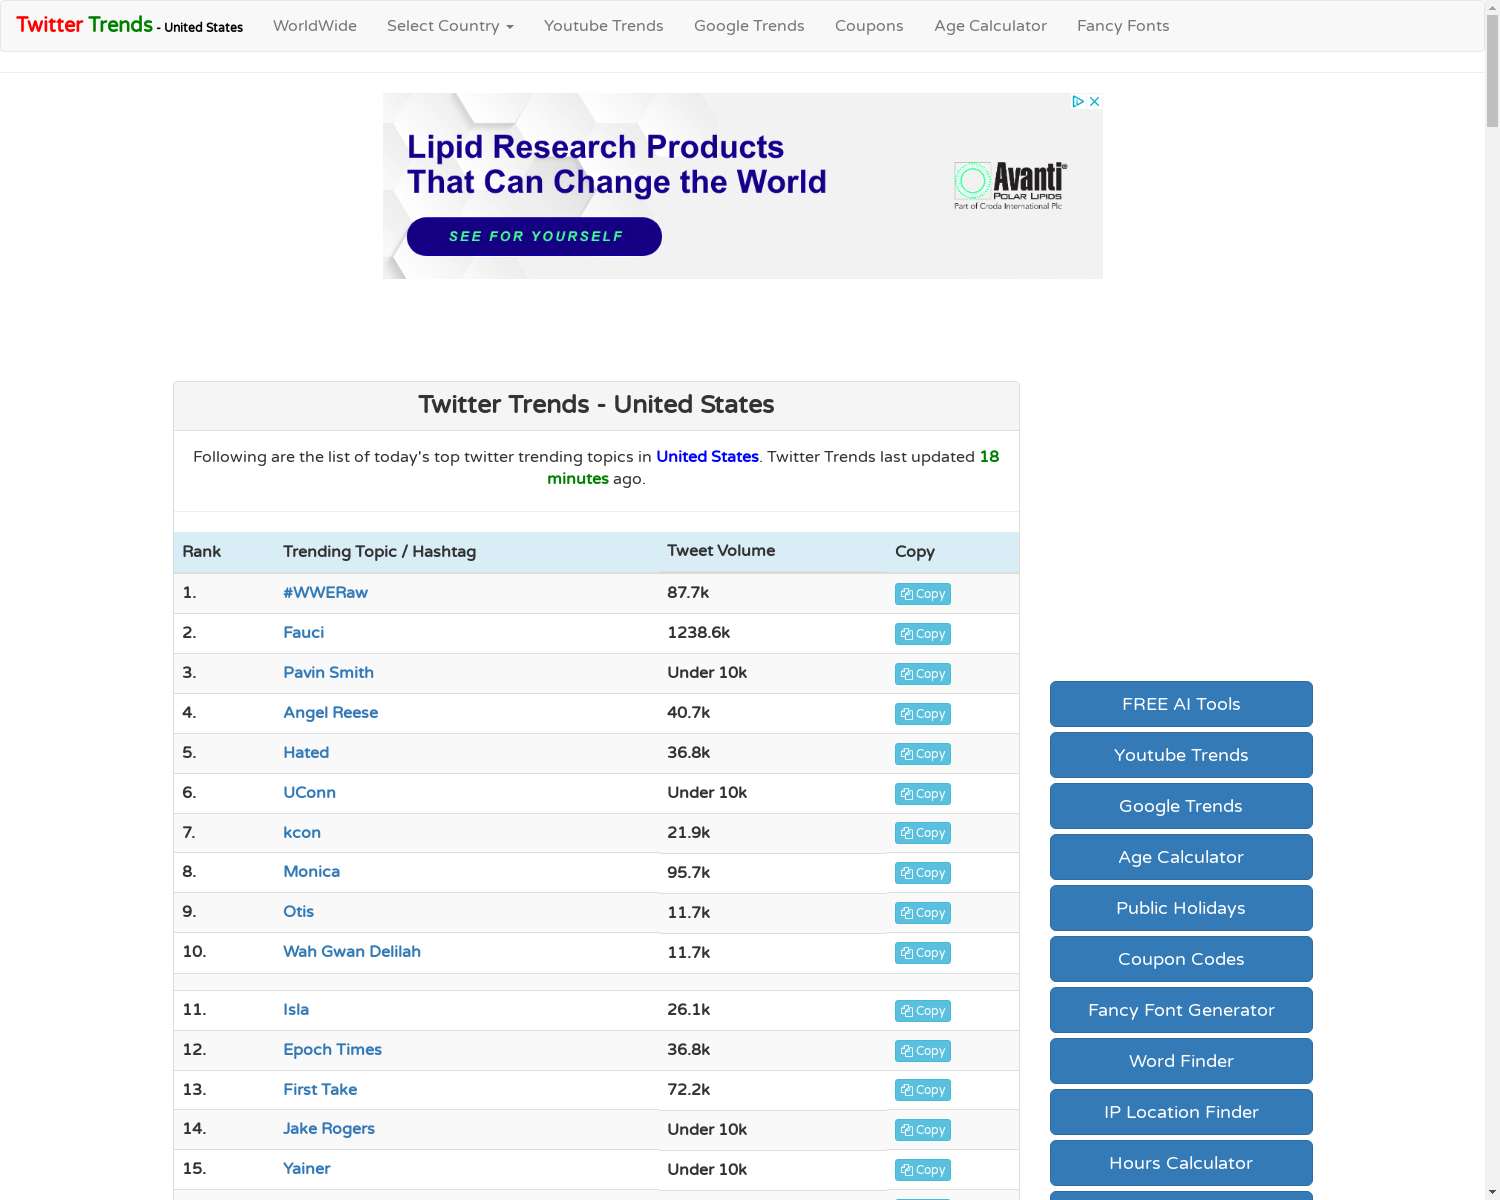 Twitter Trends - United States
WorldWide
Select Country
Youtube Trends
Google Trends
Coupons
Age Calculator
Fancy Fonts
Lipid Research Products
That Can Change the World
SEE FOR YOURSELF
Avanti®
POLAR LIPIDS
Part of Croda International Plc
Twitter Trends - United States
Following are the list of today's top twitter trending topics in United States. Twitter Trends last updated 18
minutes ago.
Rank Trending Topic / Hashtag Tweet Volume Copy
1. #WWERaw 87.7k Copy
2. Fauci 1238.6k Copy
3. Pavin Smith Under 10k Copy
4. Angel Reese 40.7k Copy
5. Hated 36.8k Copy
6. UConn Under 10k Copy
7. kcon 21.9k Copy
8. Monica 95.7k Copy
9. Otis 11.7k Copy
10. Wah Gwan Delilah 11.7k Copy
11. Isla 26.1k Copy
12. Epoch Times 36.8k Copy
13. First Take 72.2k Copy
14. Jake Rogers Under 10k Copy
15. Yainer Under 10k Copy
FREE AI Tools
Youtube Trends
Google Trends
Age Calculator
Public Holidays
Coupon Codes
Fancy Font Generator
Word Finder
IP Location Finder
Hours Calculator